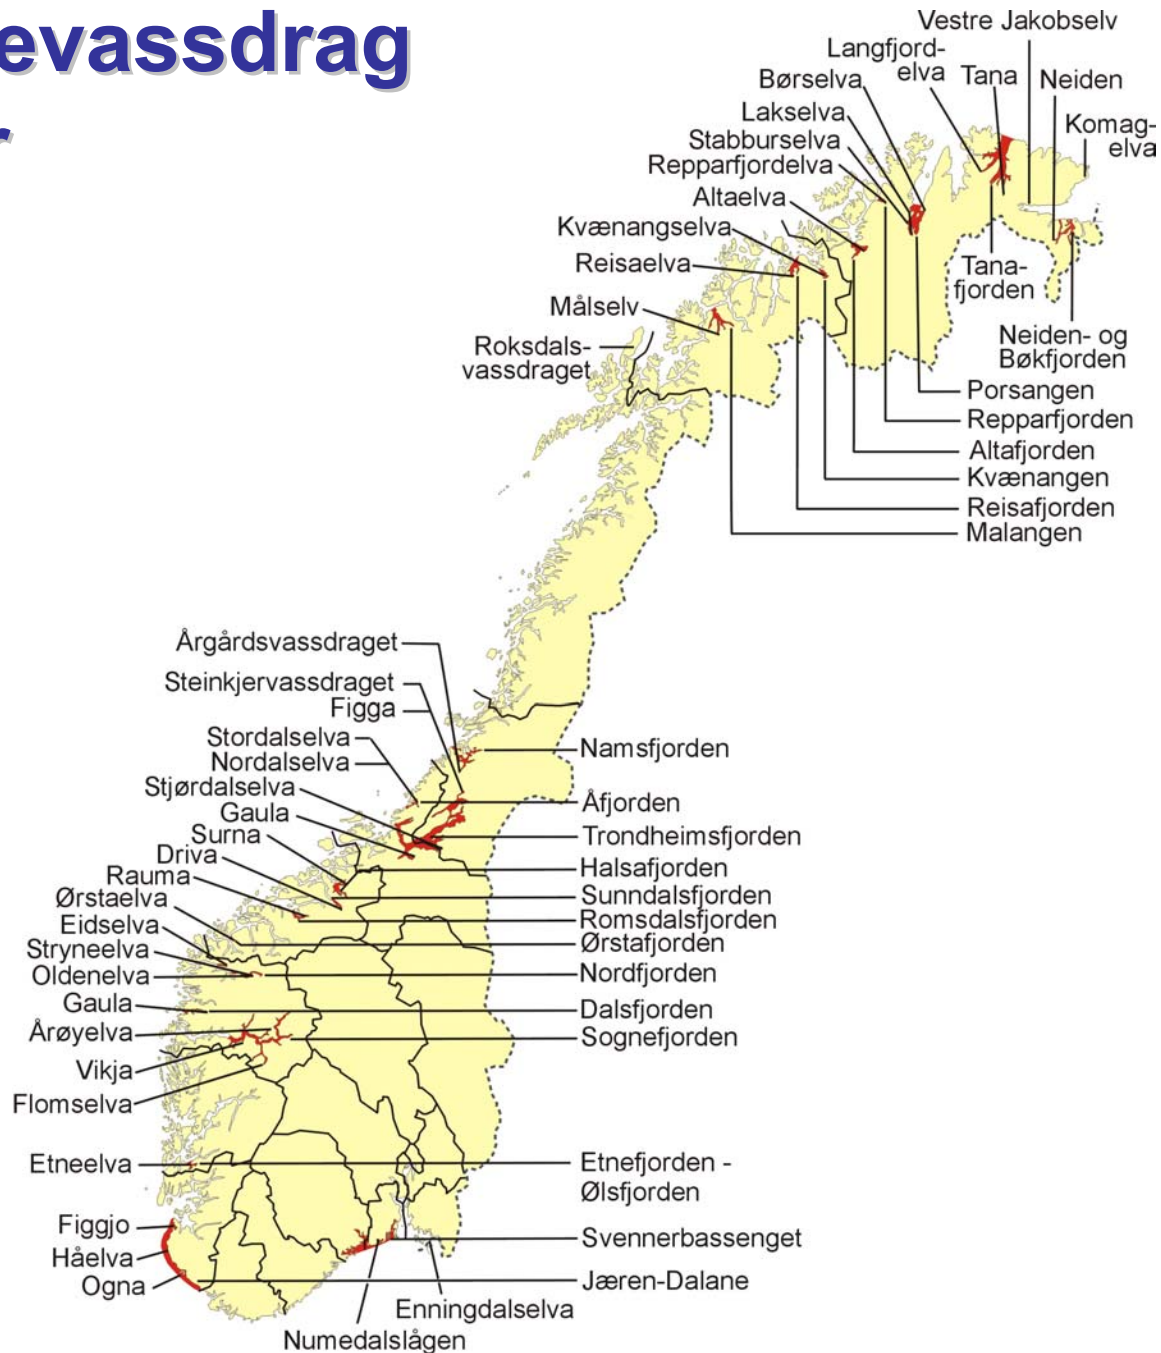 evassdrag
r
Vestre Jakobselv
Langfjord-
elva
Tana
Neiden
Børselva
Lakselva
Komag-
elva
Stabburselva
Repparfjordelva
Altaelva
Kvænangselva
Reisaelva
Tana-
fjorden
Målselv
Neiden- og
Bøkfjorden
Roksdals-
vassdraget
Porsangen
Repparfjorden
Altafjorden
Kvænangen
Reisafjorden
Malangen
Årgårdsvassdraget
Steinkjervassdraget
Figga
Stordalselva
Namsfjorden
Nordalselva
Stjørdalselva
Åfjorden
Gaula
Surna
Trondheimsfjorden
Driva
Halsafjorden
Rauma
Sunndalsfjorden
Ørstaelva
Romsdalsfjorden
Eidselva
Ørstafjorden
Stryneelva
Oldenelva
Nordfjorden
Gaula
Dalsfjorden
Årøyelva
Sognefjorden
Vikja
Flomselva
Etneelva
Etnefjorden -
Ølsfjorden
Figgjo
Svennerbassenget
Håelva
Ogna
Jæren-Dalane
Enningdalselva
Numedalslågen